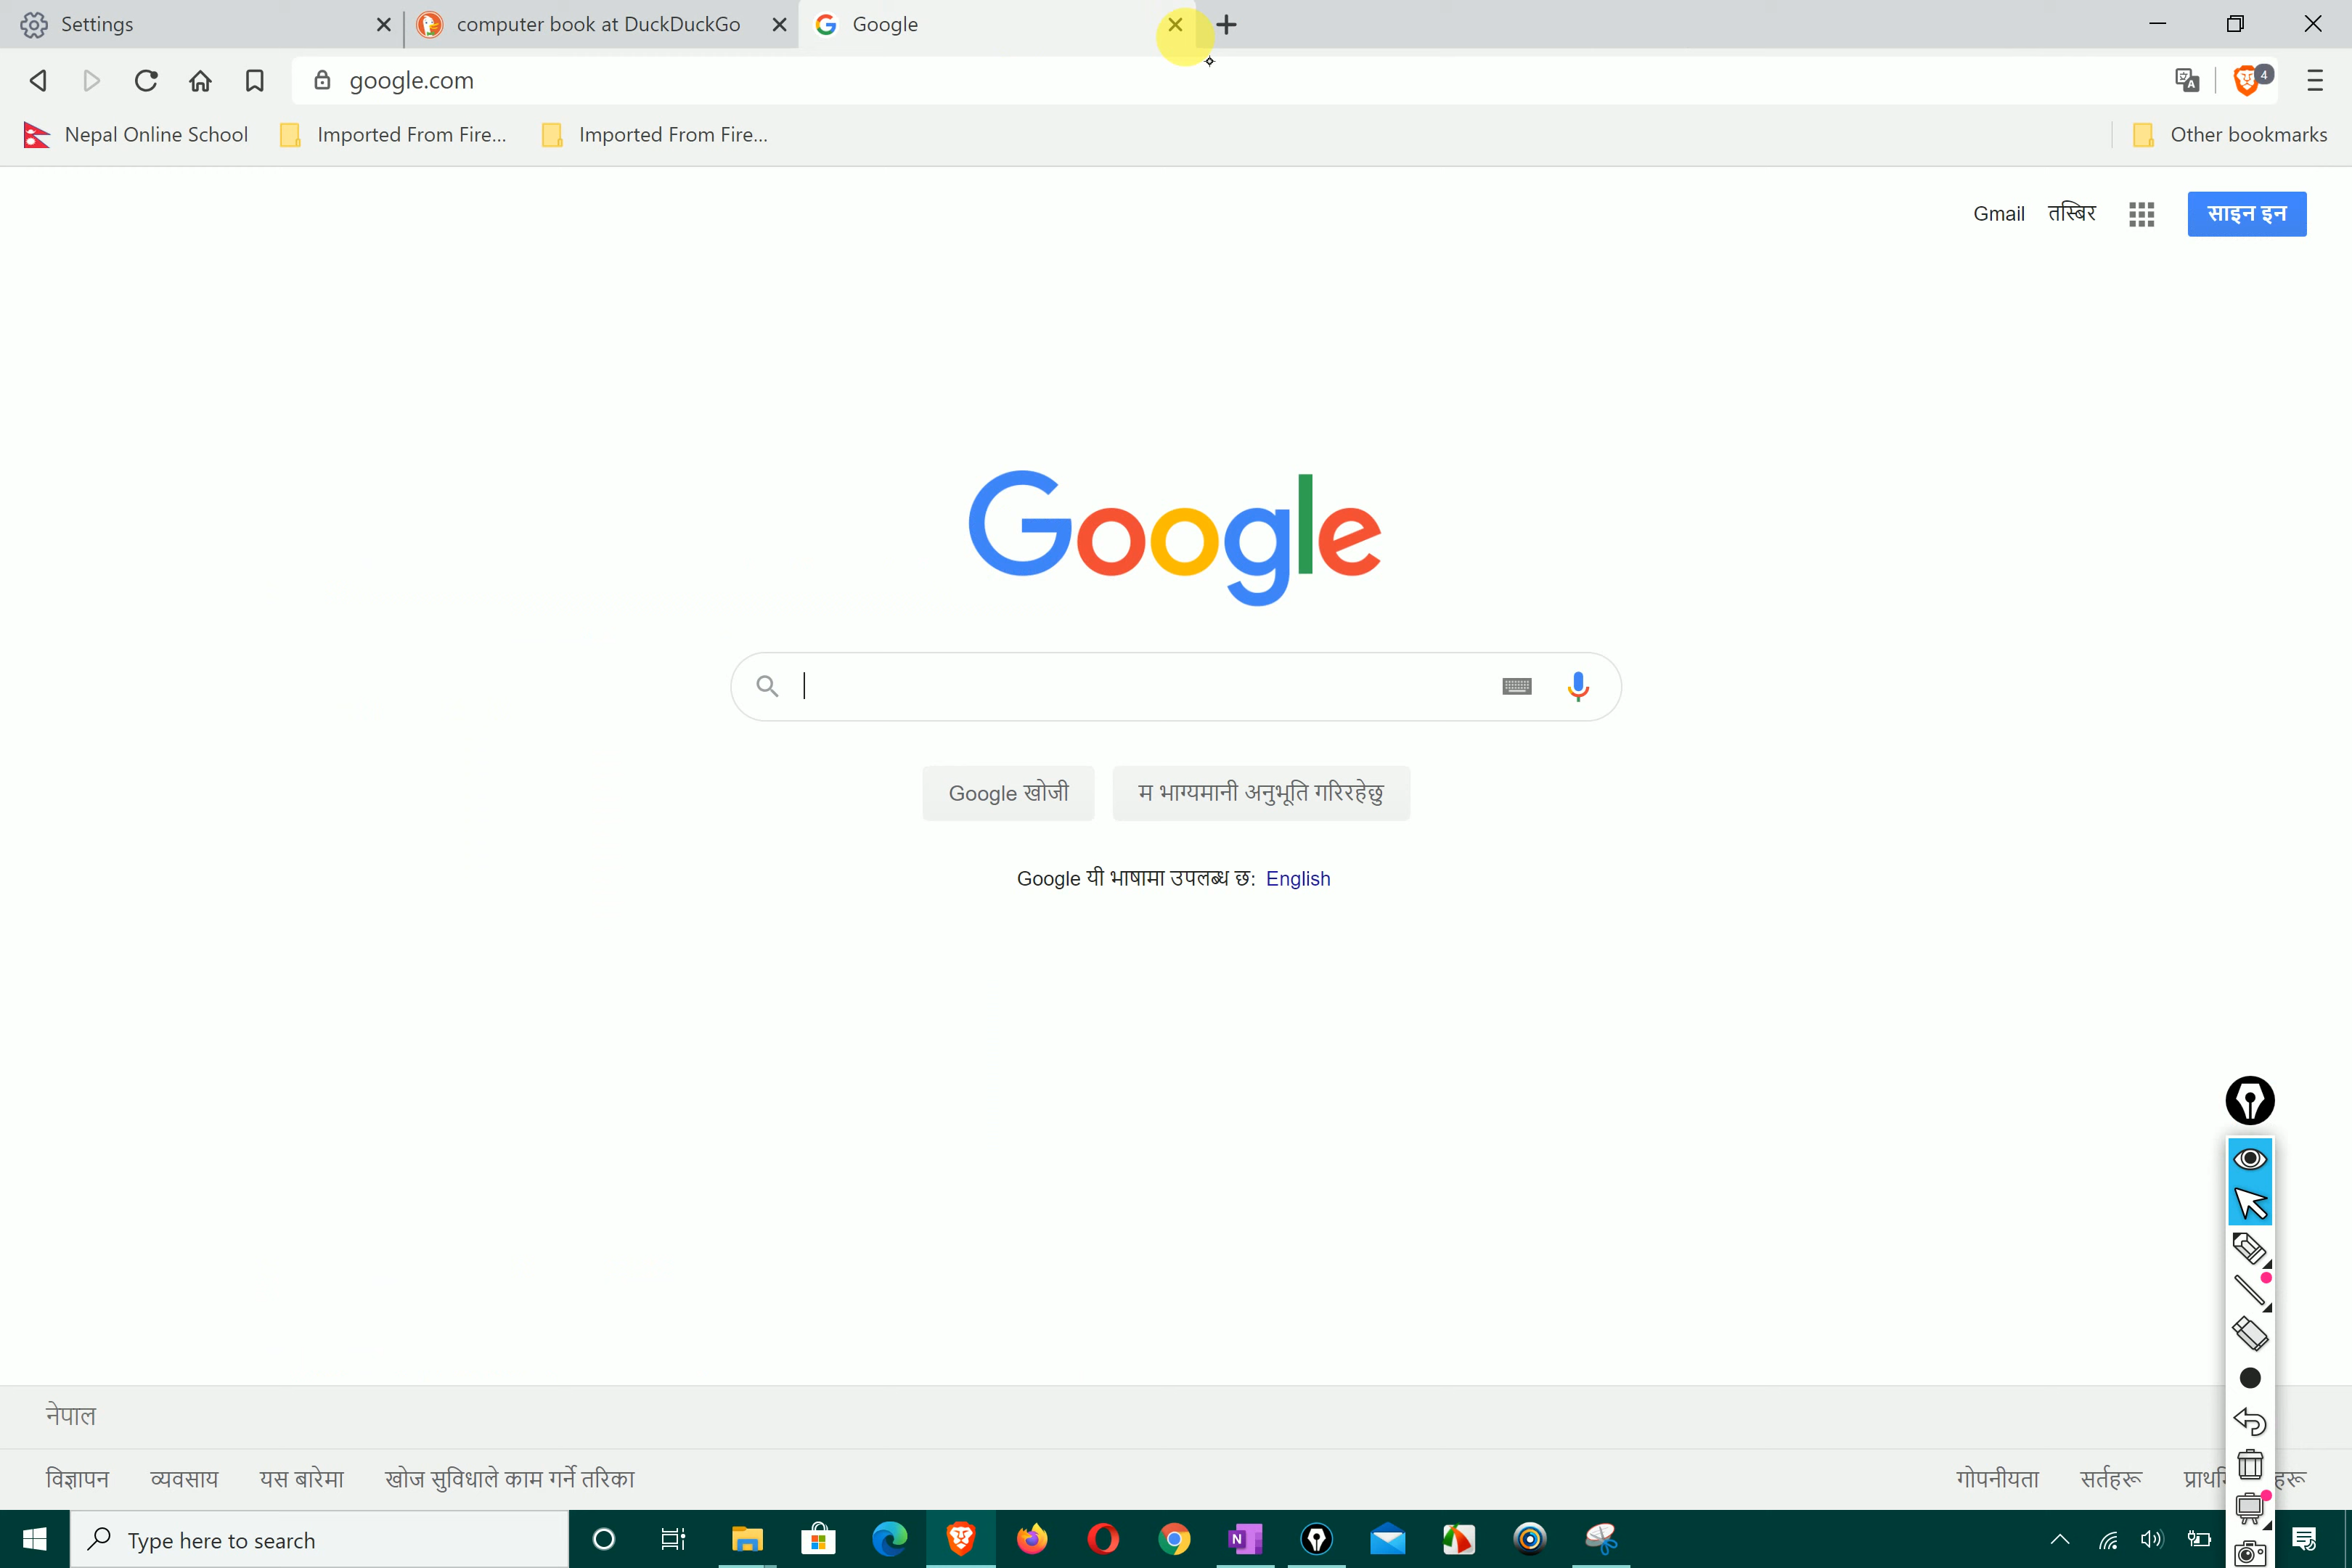 Settings
computer book at DuckDuckGo
Google
google.com
4
Nepal Online School
Imported From Fire...
Imported From Fire...
Other bookmarks
Gmail
तस्बिर
साइन इन
Google
Google खोजी
म भाग्यमानी अनुभूति गरिरहेछु
Google यी भाषामा उपलब्ध छ: English
नेपाल
विज्ञापन
व्यवसाय
यस बारेमा
खोज सुविधाले काम गर्ने तरिका
गोपनीयता
सर्तहरू
Type here to search